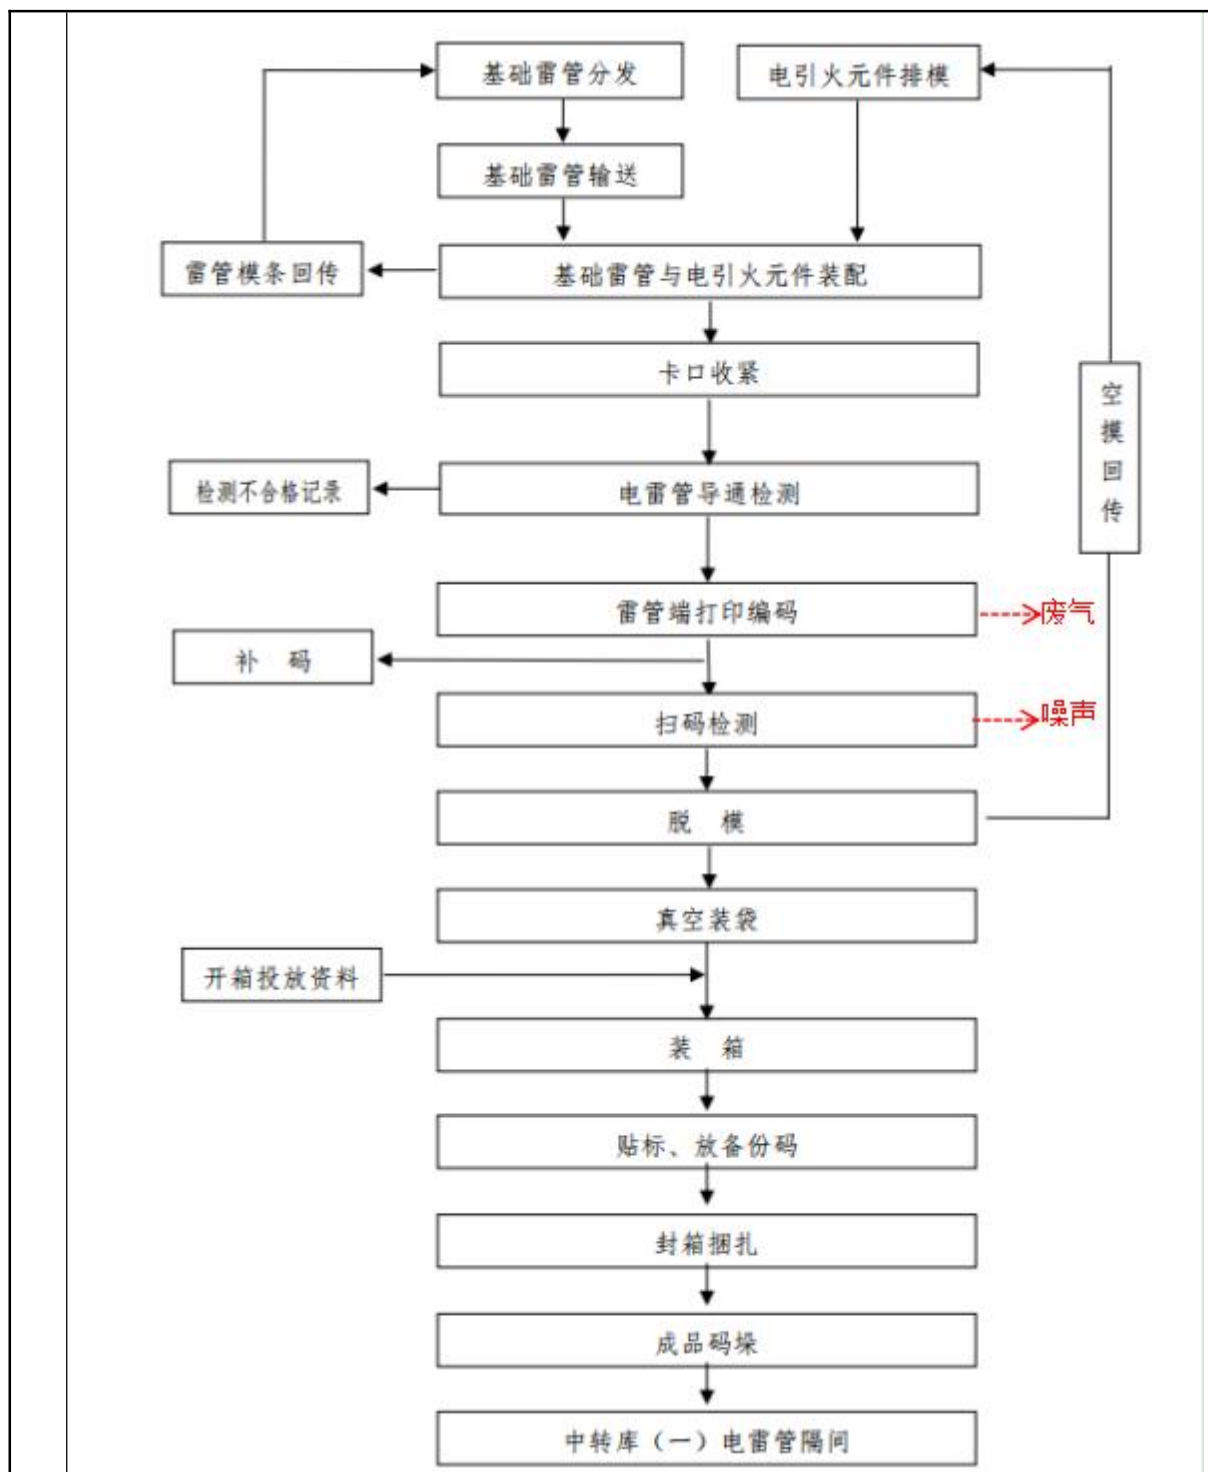 基础雷管分发
电引火元件排模
基础雷管输送
雷管模条回传
基础雷管与电引火元件装配
卡口收紧
空摸回传
检测不合格记录
电雷管导通检测
雷管端打印编码
废气
补 码
扫码检测
噪声
脱 模
真空装袋
开箱投放资料
装 箱
贴标、放备份码
封箱捆扎
成品码垛
中转库（一）电雷管隔间